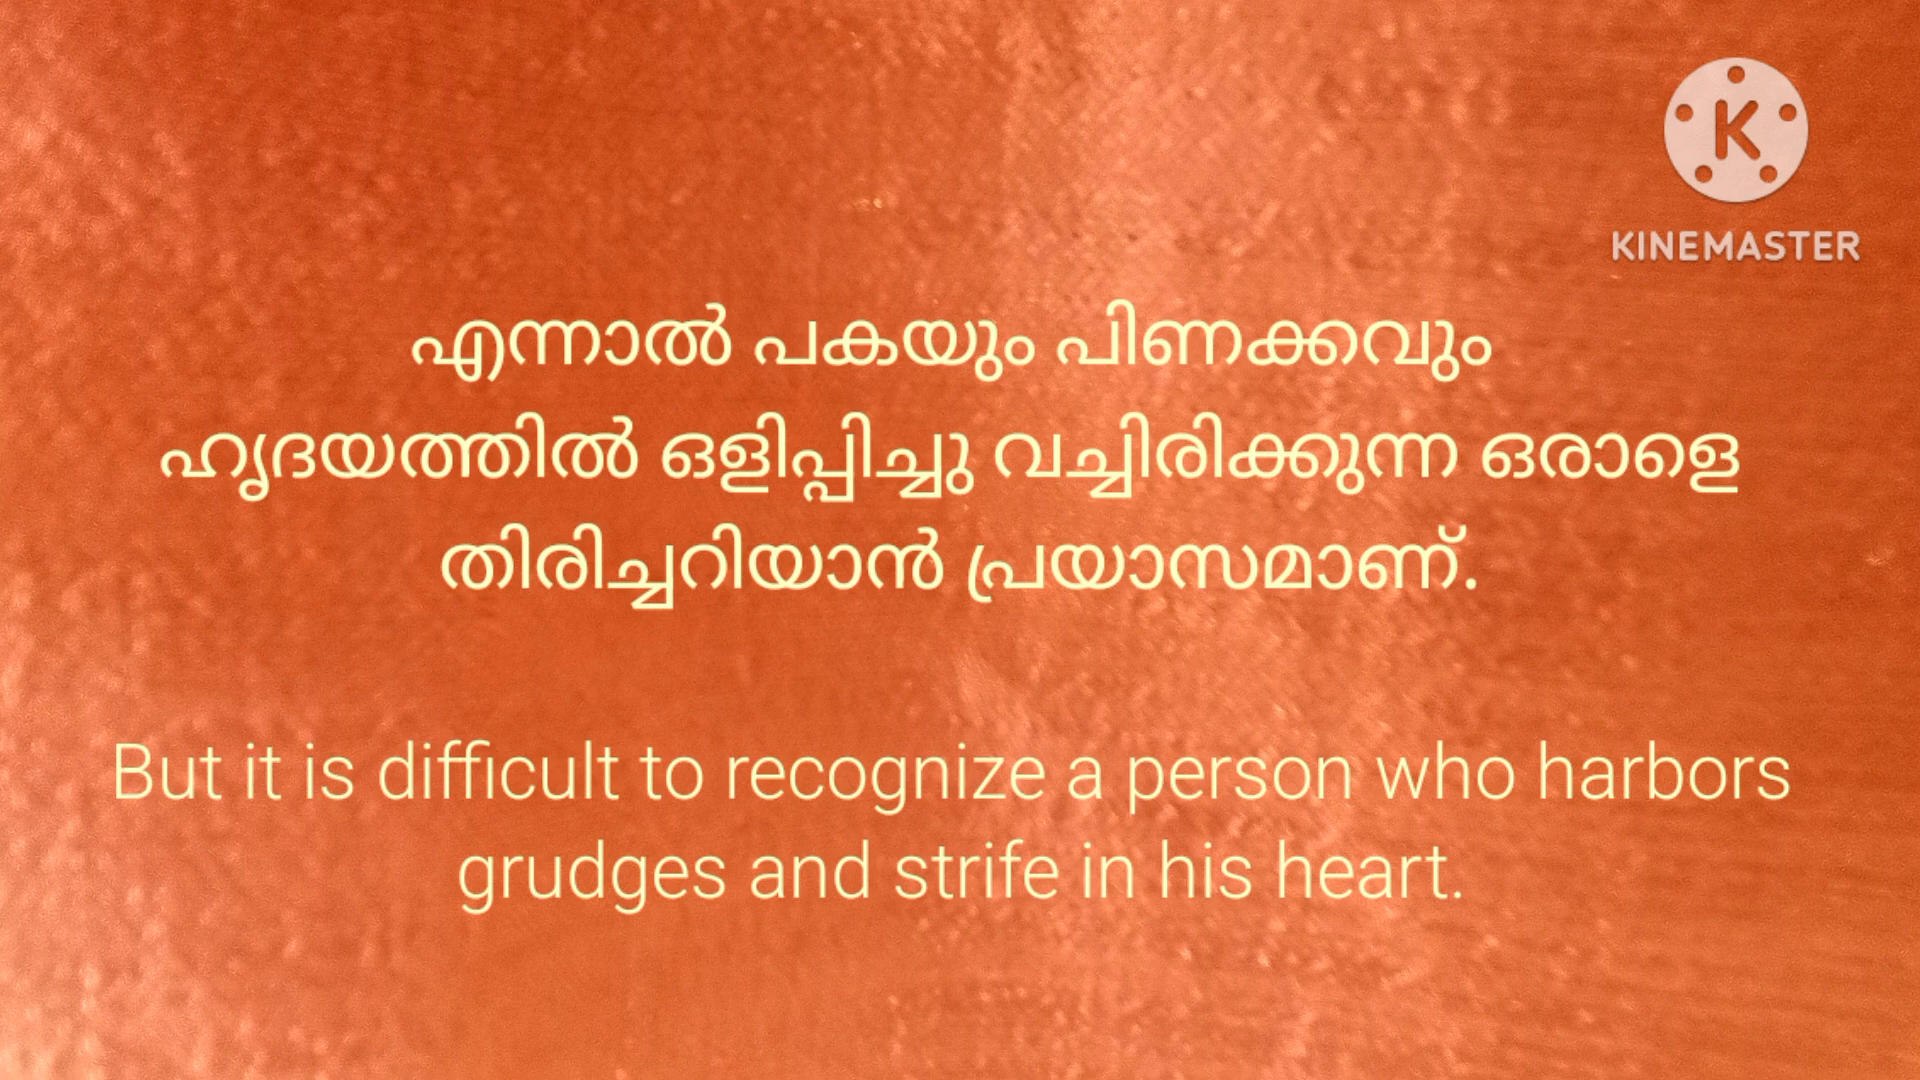 K
KINEMASTER
എന്നാൽ പകയും പിണക്കവും
ഹൃദയത്തിൽ ഒളിപ്പിച്ചു വച്ചിരിക്കുന്ന ഒരാളെ
തിരിച്ചറിയാൻ പ്രയാസമാണ്.
But it is difficult to recognize a person who harbors
grudges and strife in his heart.